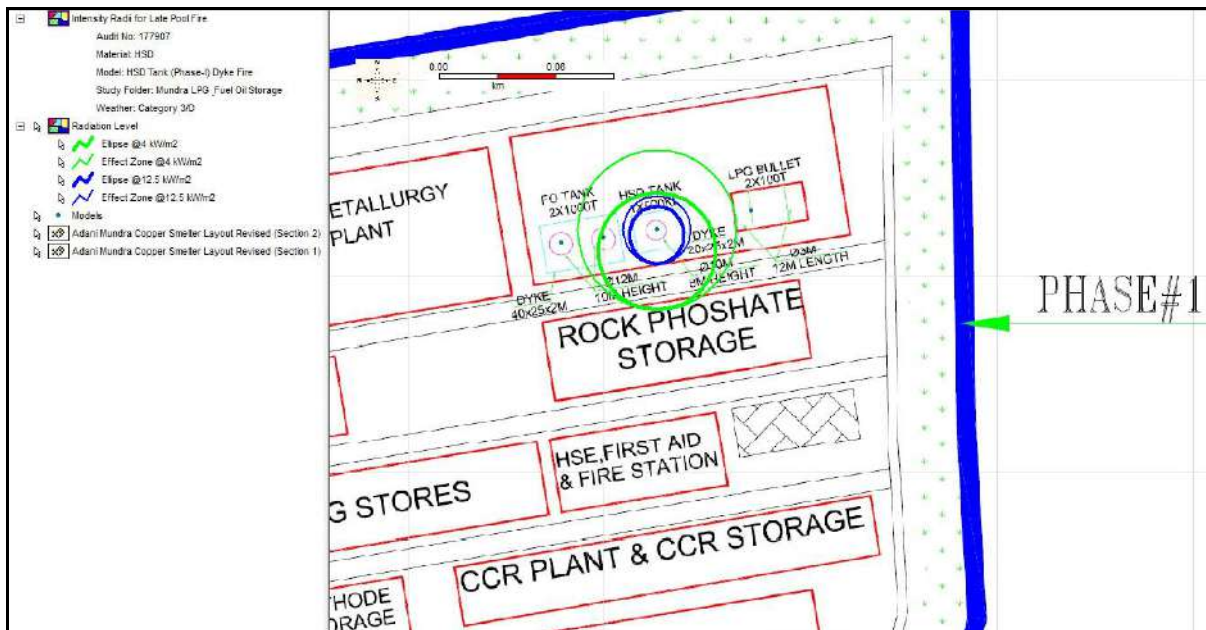 Intensity Radii for Late Pool Fire
Audit No: 177907
Material: HSD
Model: HSD Tank (Phase-I) Dyke Fire
Study Folder: Mundra LPG_Fuel Oil Storage
Weather: Category 3/D
Radiation Level
Ellipse @4 kW/m2
Effect Zone @4 kW/m2
Ellipse @12.5 kW/m2
Effect Zone @12.5 kW/m2
Models
Adani Mundra Copper Smelter Layout Revised (Section 2)
Adani Mundra Copper Smelter Layout Revised (Section 1)
N
0.00
km
ETALLURGY
PLANT
FO TANK
2X1000T
HSD TANK
LPG BULLET
2X100T
DYKE
40x25x2M
10M HEIGHT
DYKE
8M HEIGHT
12M LENGTH
ROCK PHOSHATE
STORAGE
PHASE#1
HSE,FIRST AID
& FIRE STATION
G STORES
CCR PLANT & CCR STORAGE
THODE
ORAGE